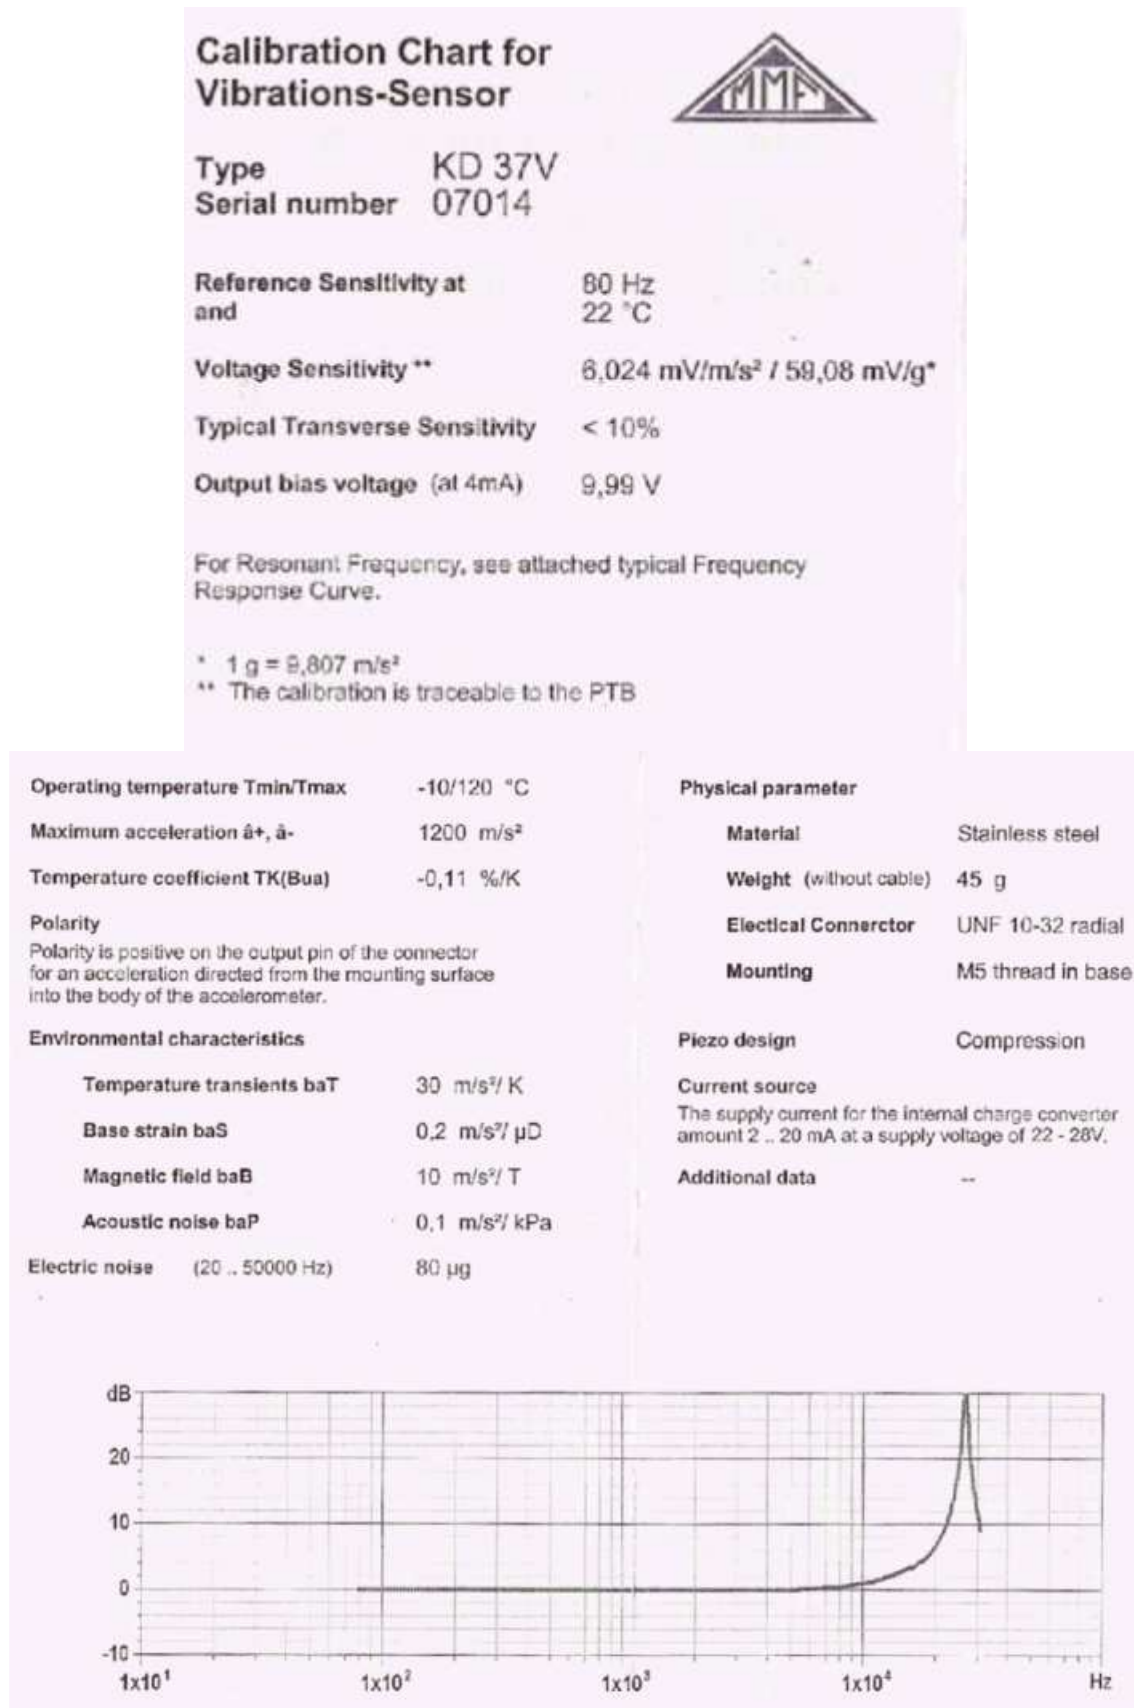 Calibration Chart for
Vibrations-Sensor
MMF
Type KD 37V
Serial number 07014
Reference Sensitivity at 80 Hz
and 22 °C
Voltage Sensitivity ** 6,024 mV/m/s² / 59,08 mV/g*
Typical Transverse Sensitivity < 10%
Output bias voltage (at 4mA) 9,99 V
For Resonant Frequency, see attached typical Frequency
Response Curve.
* 1 g = 9,807 m/s²
** The calibration is traceable to the PTB
Operating temperature Tmin/Tmax -10/120 °C
Maximum acceleration â+, â- 1200 m/s²
Temperature coefficient TK(Bua) -0,11 %/K
Polarity
Polarity is positive on the output pin of the connector
for an acceleration directed from the mounting surface
into the body of the accelerometer.
Environmental characteristics
Temperature transients baT 30 m/s²/ K
Base strain baS 0,2 m/s²/ µD
Magnetic field baB 10 m/s²/ T
Acoustic noise baP 0,1 m/s²/ kPa
Electric noise (20 .. 50000 Hz) 80 µg
Physical parameter
Material Stainless steel
Weight (without cable) 45 g
Electical Connerctor UNF 10-32 radial
Mounting M5 thread in base
Piezo design Compression
Current source
The supply current for the internal charge converter
amount 2 .. 20 mA at a supply voltage of 22 - 28V.
Additional data --
dB
20
10
0
-10
1x10¹ 1x10² 1x10³ 1x10⁴ Hz